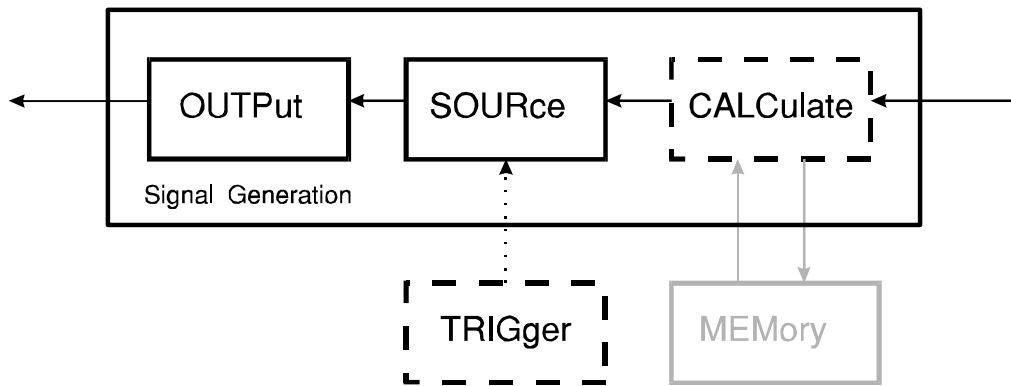 OUTPut
SOURce
CALCulate
Signal Generation
TRIGger
MEMory